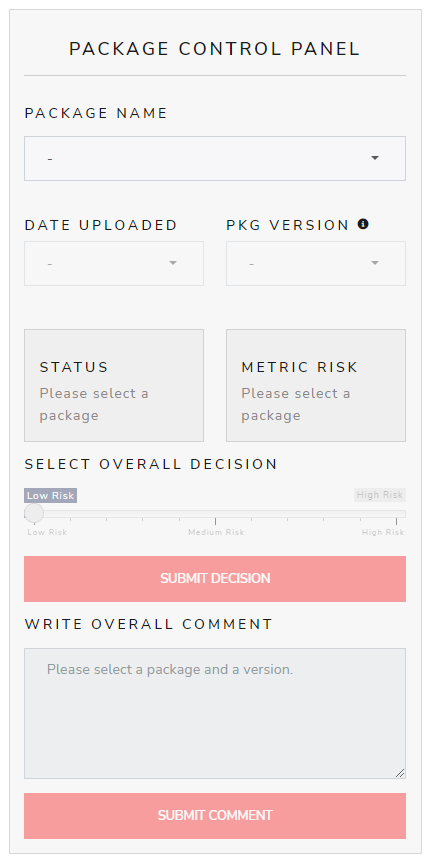 PACKAGE CONTROL PANEL
PACKAGE NAME
-
DATE UPLOADED
PKG VERSION
-
-
STATUS
Please select a
package
METRIC RISK
Please select a
package
SELECT OVERALL DECISION
Low Risk
High Risk
Low Risk
Medium Risk
High Risk
SUBMIT DECISION
WRITE OVERALL COMMENT
Please select a package and a version.
SUBMIT COMMENT